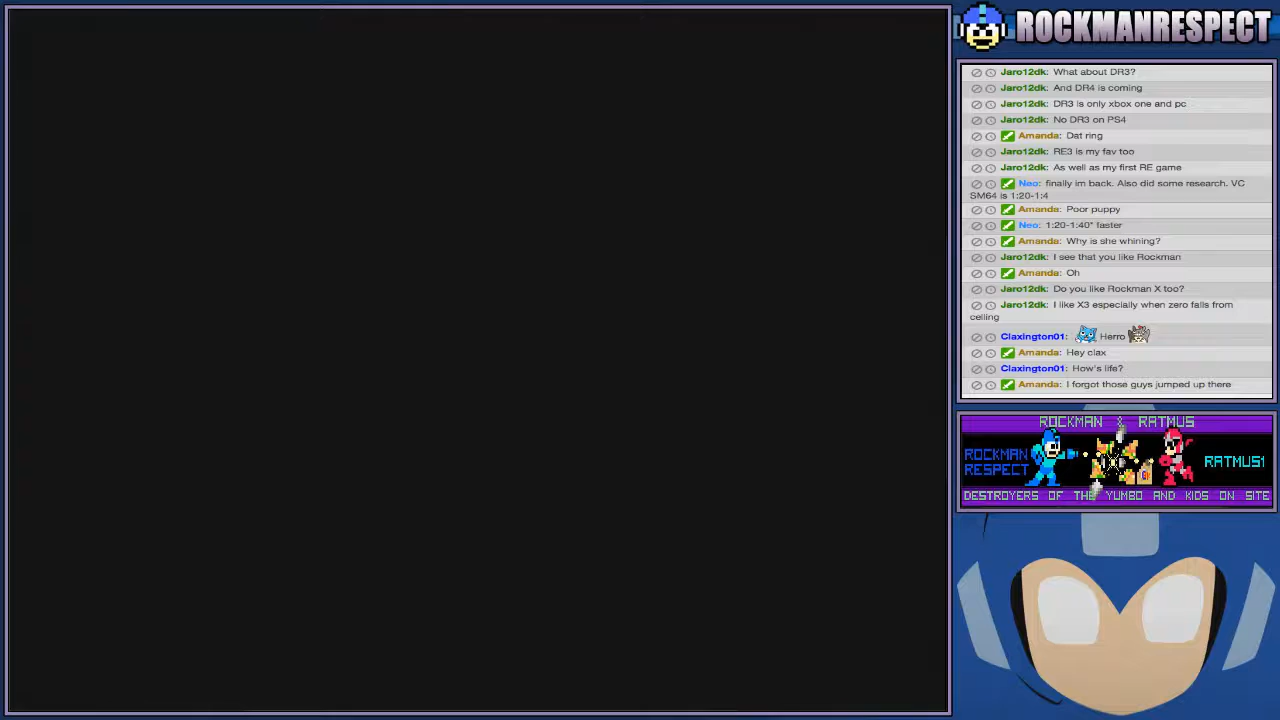 ROCKMANRESPECT
Jaro12dk: What about DR3?
Jaro12dk: And DR4 is coming
Jaro12dk: DR3 is only xbox one and pc
Jaro12dk: No DR3 on PS4
Amanda: Dat ring
Jaro12dk: RE3 is my fav too
Jaro12dk: As well as my first RE game
Neo: finally im back. Also did some research. VC
SM64 is 1:20-1:4
Amanda: Poor puppy
Neo: 1:20-1:40* faster
Amanda: Why is she whining?
Jaro12dk: I see that you like Rockman
Amanda: Oh
Jaro12dk: Do you like Rockman X too?
Jaro12dk: I like X3 especially when zero falls from
celling
Claxington01: Herro
Amanda: Hey clax
Claxington01: How's life?
Amanda: I forgot those guys jumped up there
ROCKMAN & RATMUS
ROCKMAN
RESPECT
RATMUS1
DESTROYERS OF THE YUMBO AND KIDS ON SITE